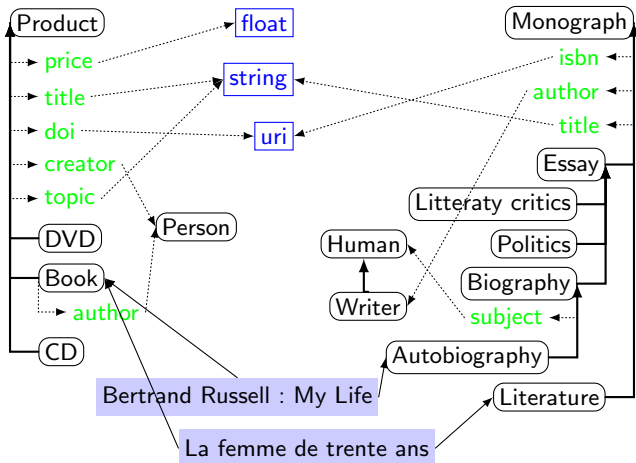 Product
float
Monograph
price
isbn
title
string
author
doi
uri
title
creator
Essay
topic
Litteraty critics
Person
DVD
Human
Politics
Book
Biography
author
Writer
subject
CD
Autobiography
Bertrand Russell : My Life
Literature
La femme de trente ans